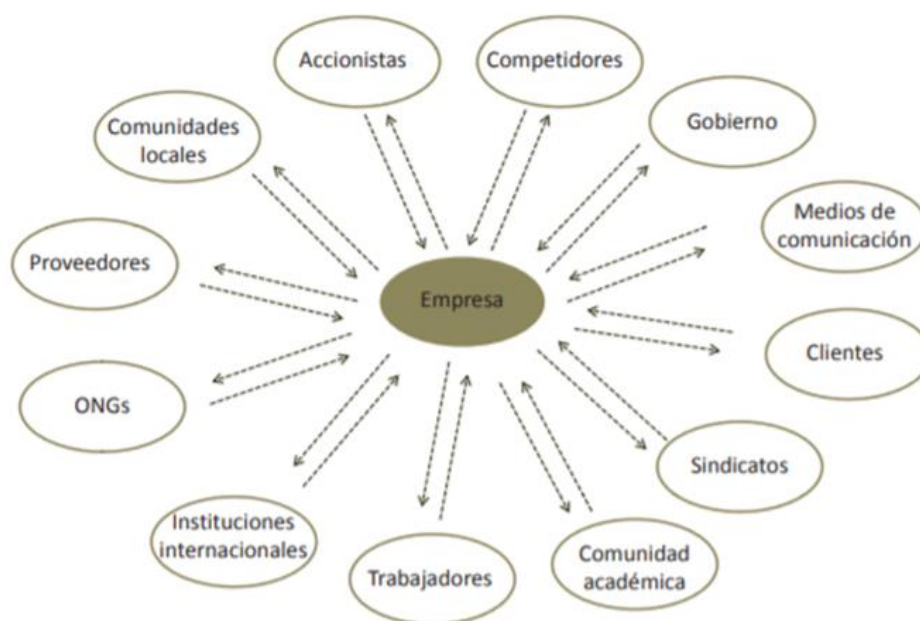 Accionistas
Competidores
Gobierno
Comunidades
locales
Medios de
comunicación
Proveedores
Empresa
Clientes
ONGs
Sindicatos
Instituciones
internacionales
Trabajadores
Comunidad
académica